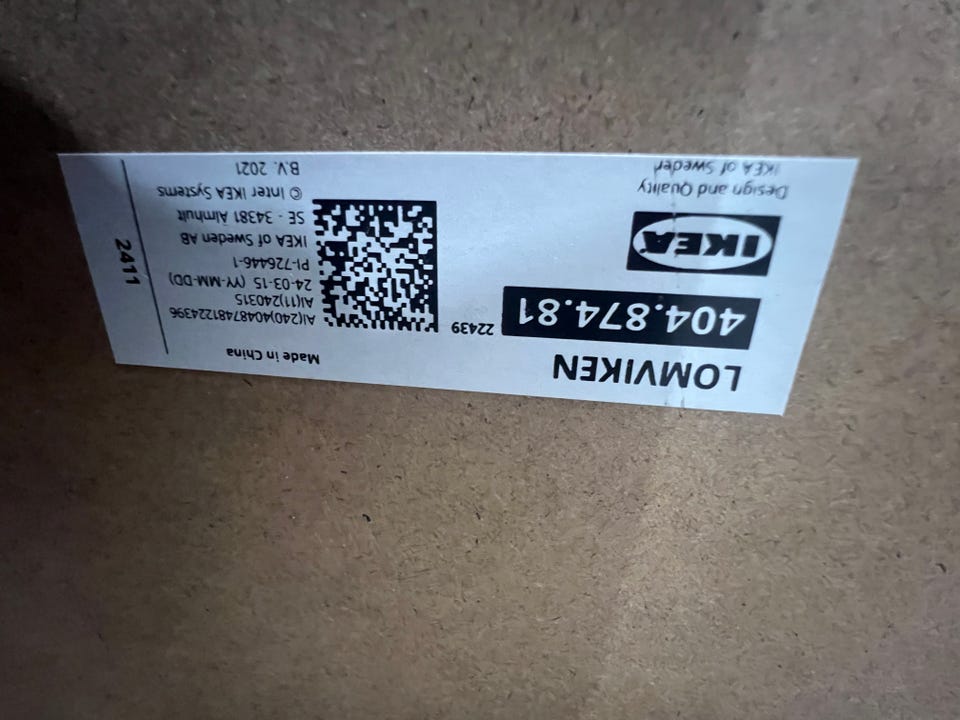 LOMVIKEN
404.874.81
22439
IKEA
Design and Quality
IKEA of Sweden
Made in China
AI(240)40487481224396
AI(11)240315
24-03-15 (YY-MM-DD)
PI-726446-1
IKEA of Sweden AB
SE - 34381 Älmhult
© Inter IKEA Systems
B.V. 2021
2411